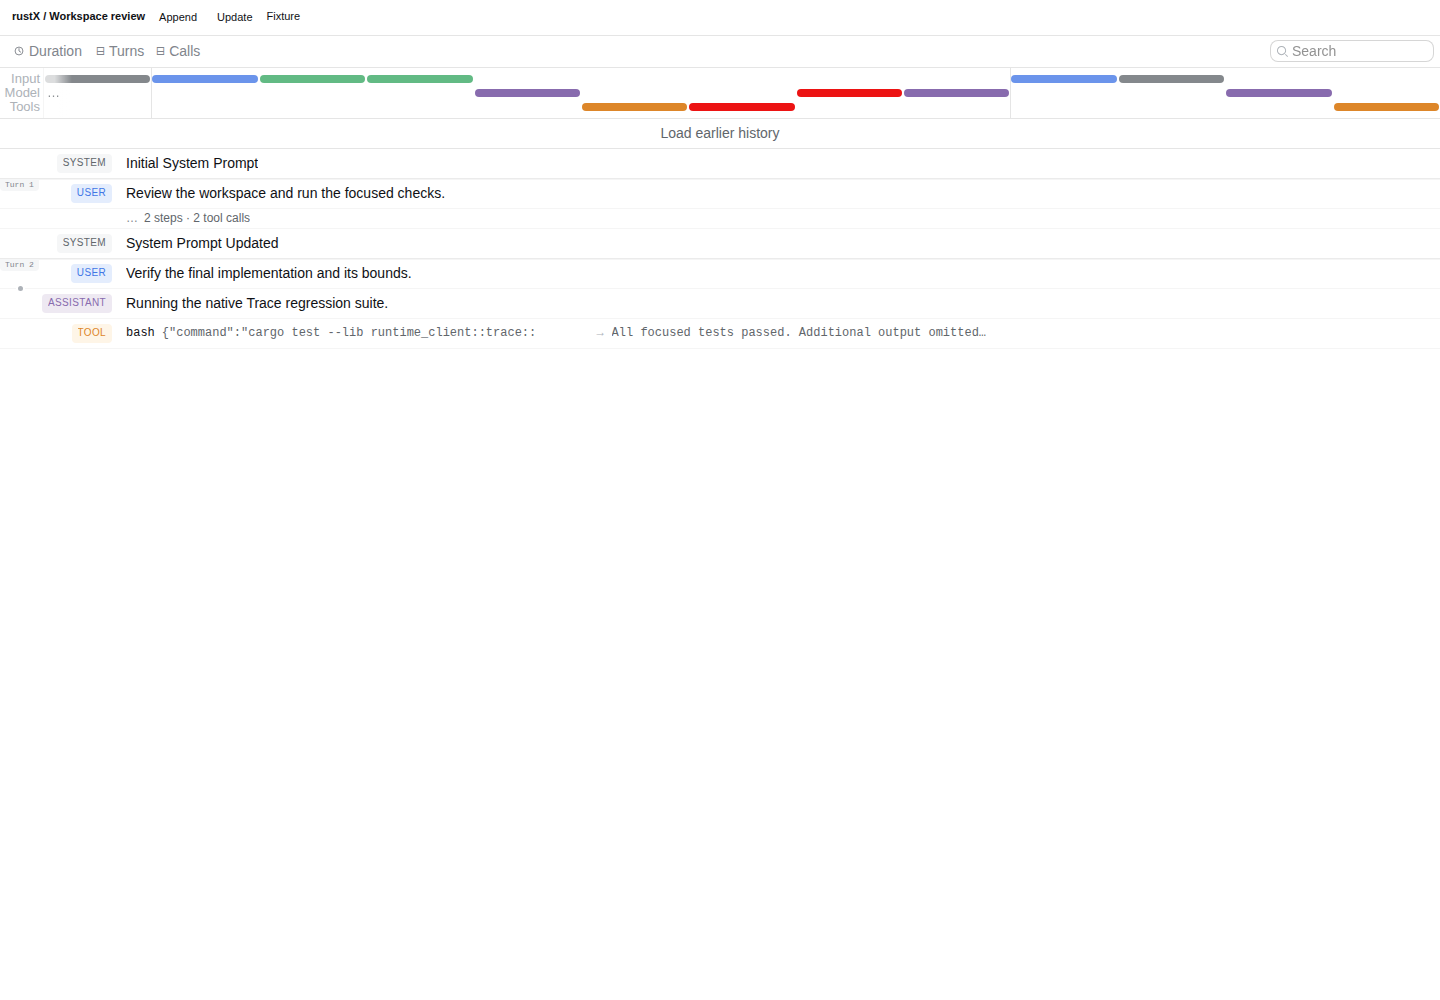 rustX / Workspace review Append Update Fixture
Duration Turns Calls Search
Input
Model ...
Tools
Load earlier history
SYSTEM Initial System Prompt
Turn 1
USER Review the workspace and run the focused checks.
… 2 steps · 2 tool calls
SYSTEM System Prompt Updated
Turn 2
USER Verify the final implementation and its bounds.
ASSISTANT Running the native Trace regression suite.
TOOL bash {"command":"cargo test --lib runtime_client::trace:: → All focused tests passed. Additional output omitted…